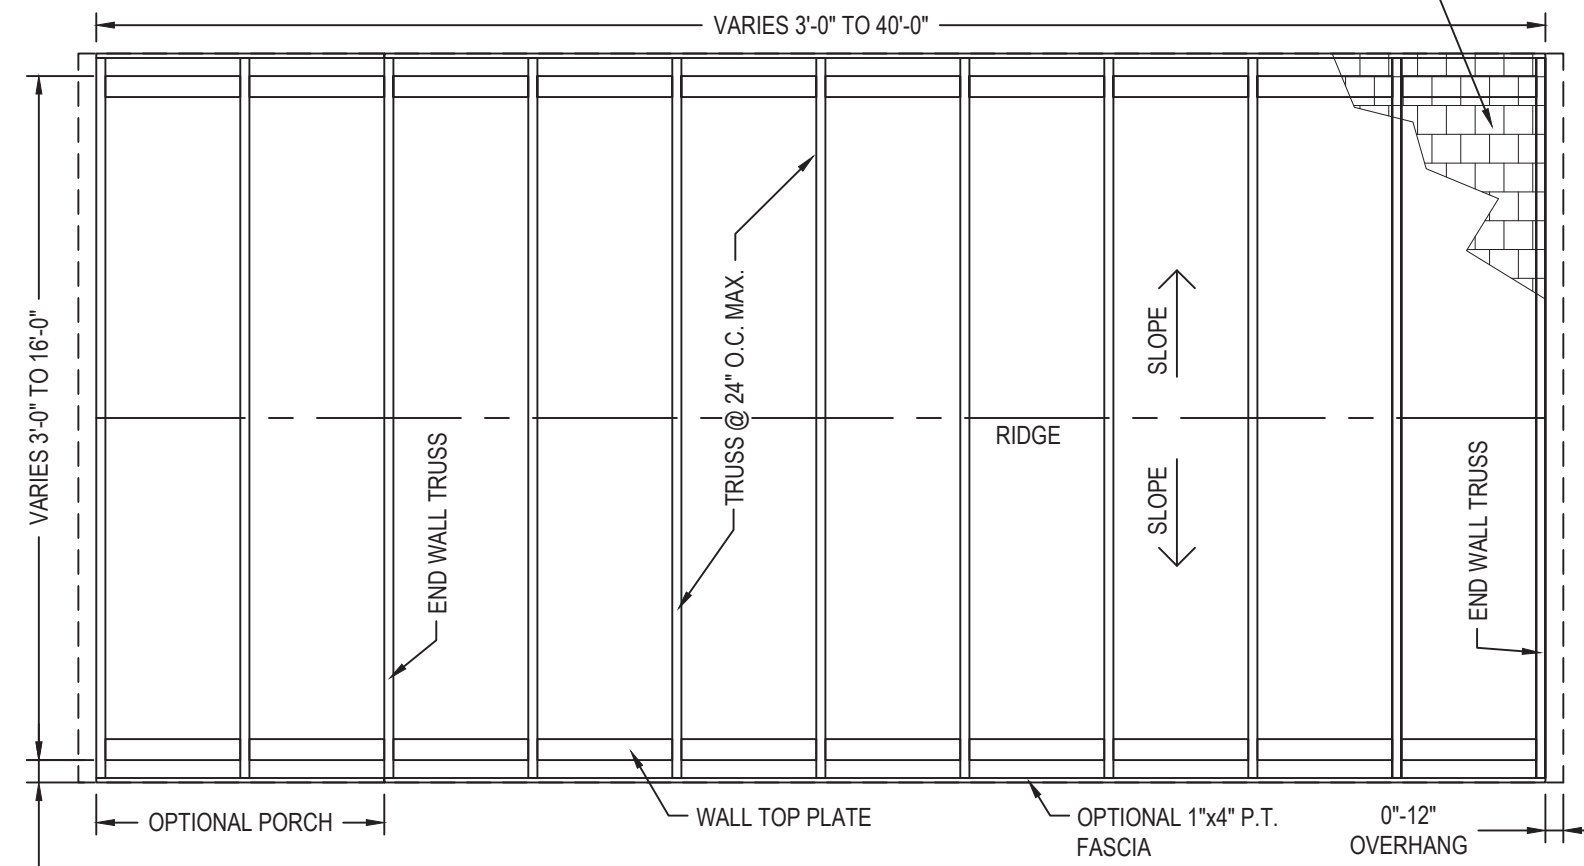 VARIES 3'-0" TO 40'-0"
VARIES 3'-0" TO 16'-0"
TRUSS @ 24" O.C. MAX.
SLOPE
RIDGE
SLOPE
END WALL TRUSS
END WALL TRUSS
OPTIONAL PORCH
WALL TOP PLATE
OPTIONAL 1"x4" P.T.
FASCIA
0"-12"
OVERHANG